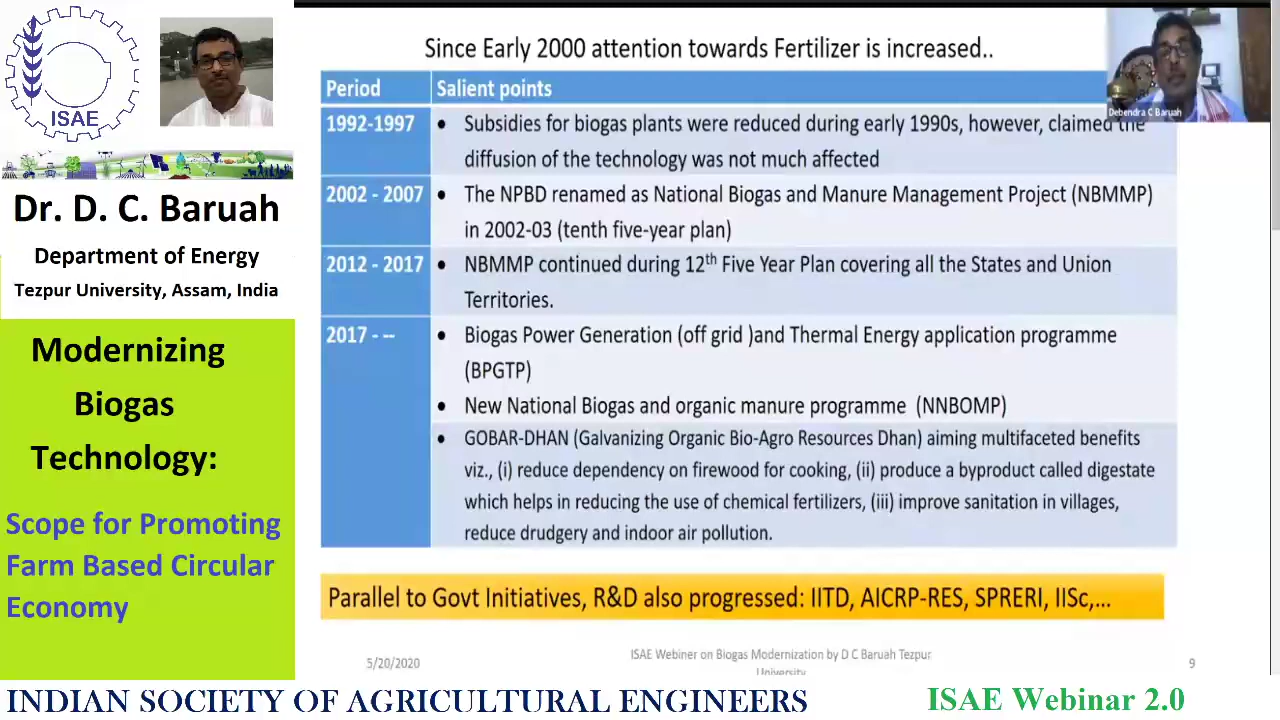 ISAE
Dr. D. C. Baruah
Department of Energy
Tezpur University, Assam, India
Modernizing
Biogas
Technology:
Scope for Promoting
Farm Based Circular
Economy
Since Early 2000 attention towards Fertilizer is increased..
Debendra C Baruah
Period Salient points
1992-1997 • Subsidies for biogas plants were reduced during early 1990s, however, claimed the
diffusion of the technology was not much affected
2002 - 2007 • The NPBD renamed as National Biogas and Manure Management Project (NBMMP)
in 2002-03 (tenth five-year plan)
2012 - 2017 • NBMMP continued during 12th Five Year Plan covering all the States and Union
Territories.
2017 - -- • Biogas Power Generation (off grid )and Thermal Energy application programme
(BPGTP)
• New National Biogas and organic manure programme (NNBOMP)
• GOBAR-DHAN (Galvanizing Organic Bio-Agro Resources Dhan) aiming multifaceted benefits
viz., (i) reduce dependency on firewood for cooking, (ii) produce a byproduct called digestate
which helps in reducing the use of chemical fertilizers, (iii) improve sanitation in villages,
reduce drudgery and indoor air pollution.
Parallel to Govt Initiatives, R&D also progressed: IITD, AICRP-RES, SPRERI, IISc,...
5/20/2020
ISAE Webiner on Biogas Modernization by D C Baruah Tezpur
University
9
INDIAN SOCIETY OF AGRICULTURAL ENGINEERS
ISAE Webinar 2.0